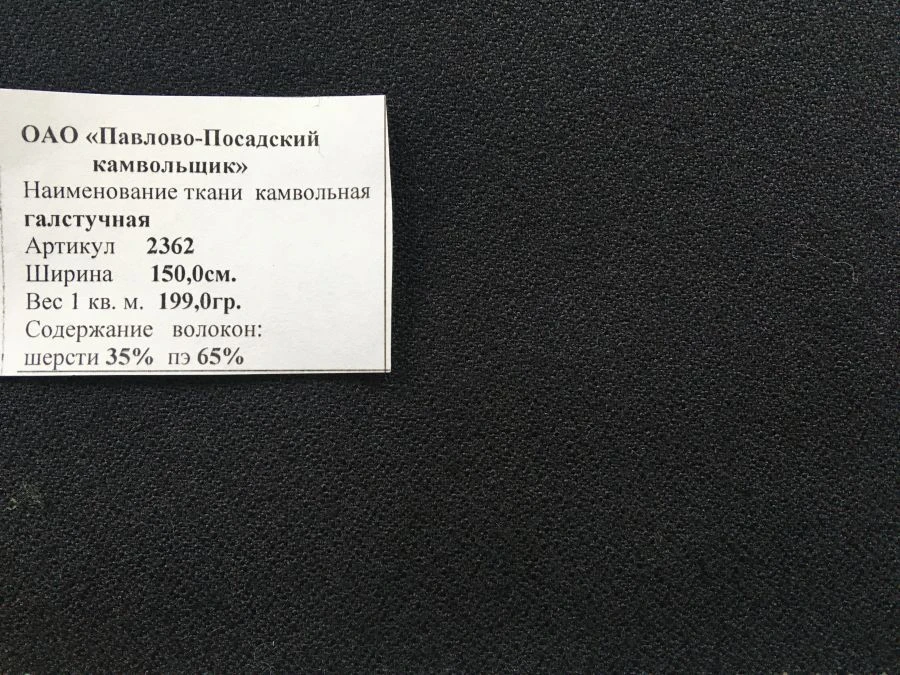 ОАО «Павлово-Посадский
камвольщик»
Наименование ткани камвольная
галстучная
Артикул 2362
Ширина 150,0см.
Вес 1 кв. м. 199,0гр.
Содержание волокон:
шерсти 35% пэ 65%